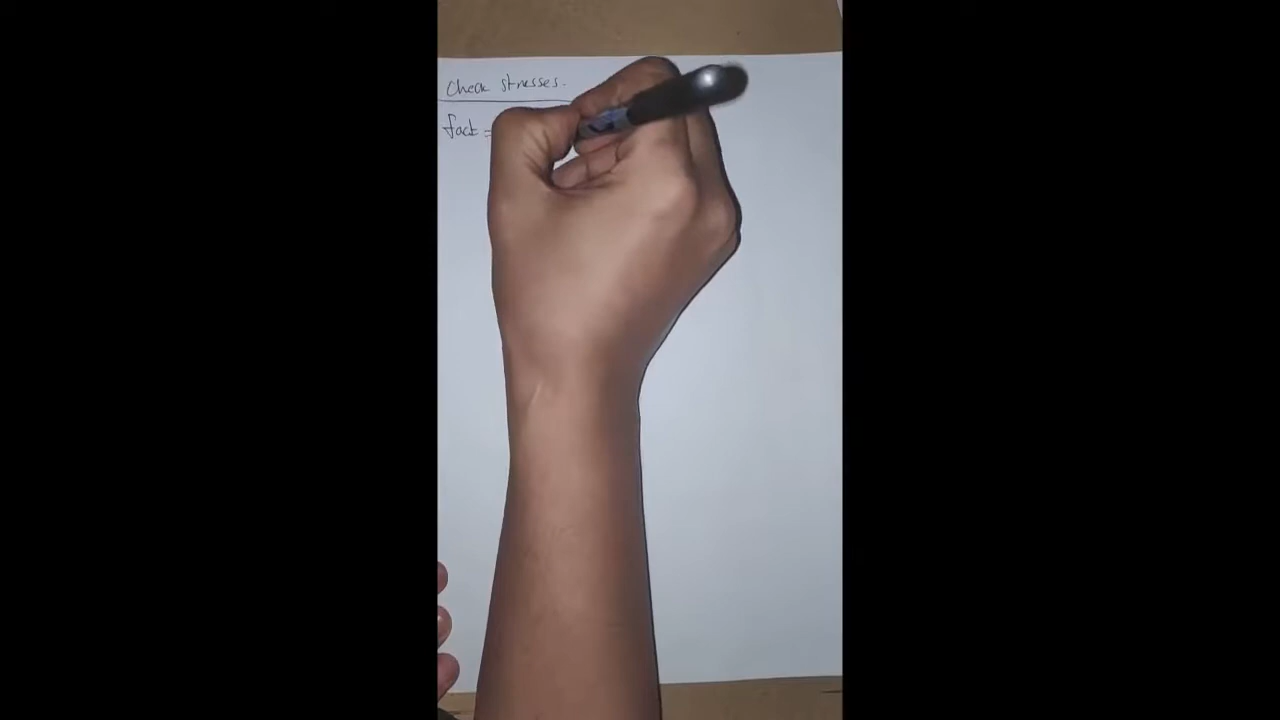 Check stresses.
fact =